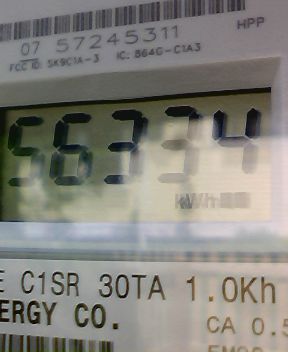 HPP
07 57245311
FCC ID: SK9C1A-3 IC: 864G-C1A3
56334
kWh
E C1SR 30TA 1.0Kh
ERGY CO.
CA 0.5